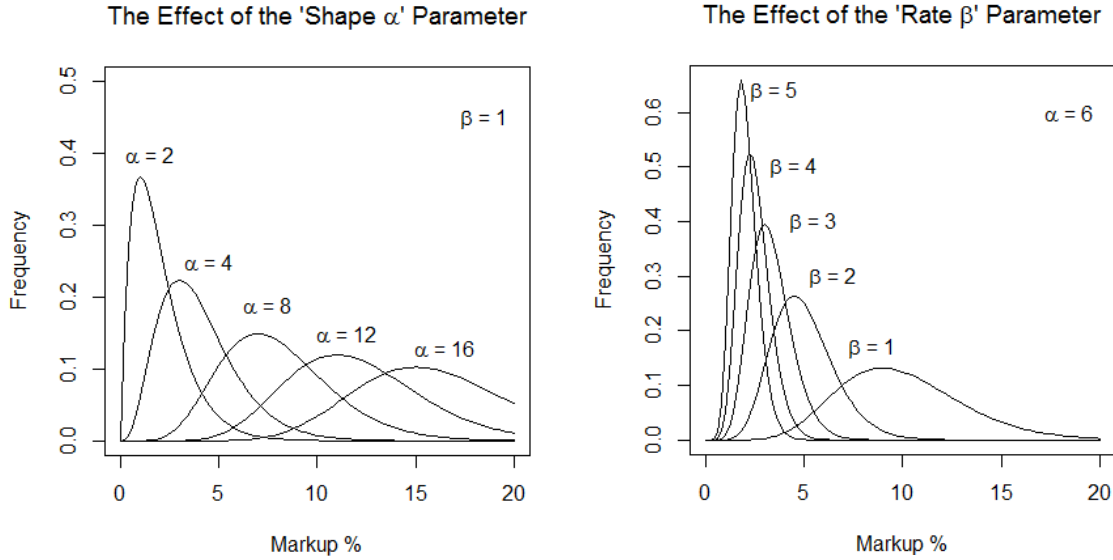 The Effect of the 'Shape α' Parameter
0.5
0.4
0.3
0.2
0.1
0.0
Frequency
β = 1
α = 2
α = 4
α = 8
α = 12
α = 16
0 5 10 15 20
Markup %
The Effect of the 'Rate β' Parameter
0.6
0.5
0.4
0.3
0.2
0.1
0.0
Frequency
α = 6
β = 5
β = 4
β = 3
β = 2
β = 1
0 5 10 15 20
Markup %